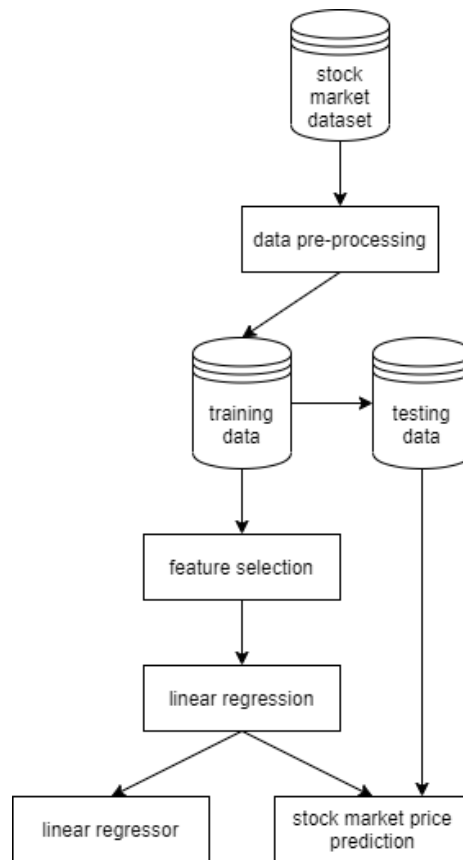 stock
market
dataset
data pre-processing
training
data
testing
data
feature selection
linear regression
linear regressor
stock market price
prediction